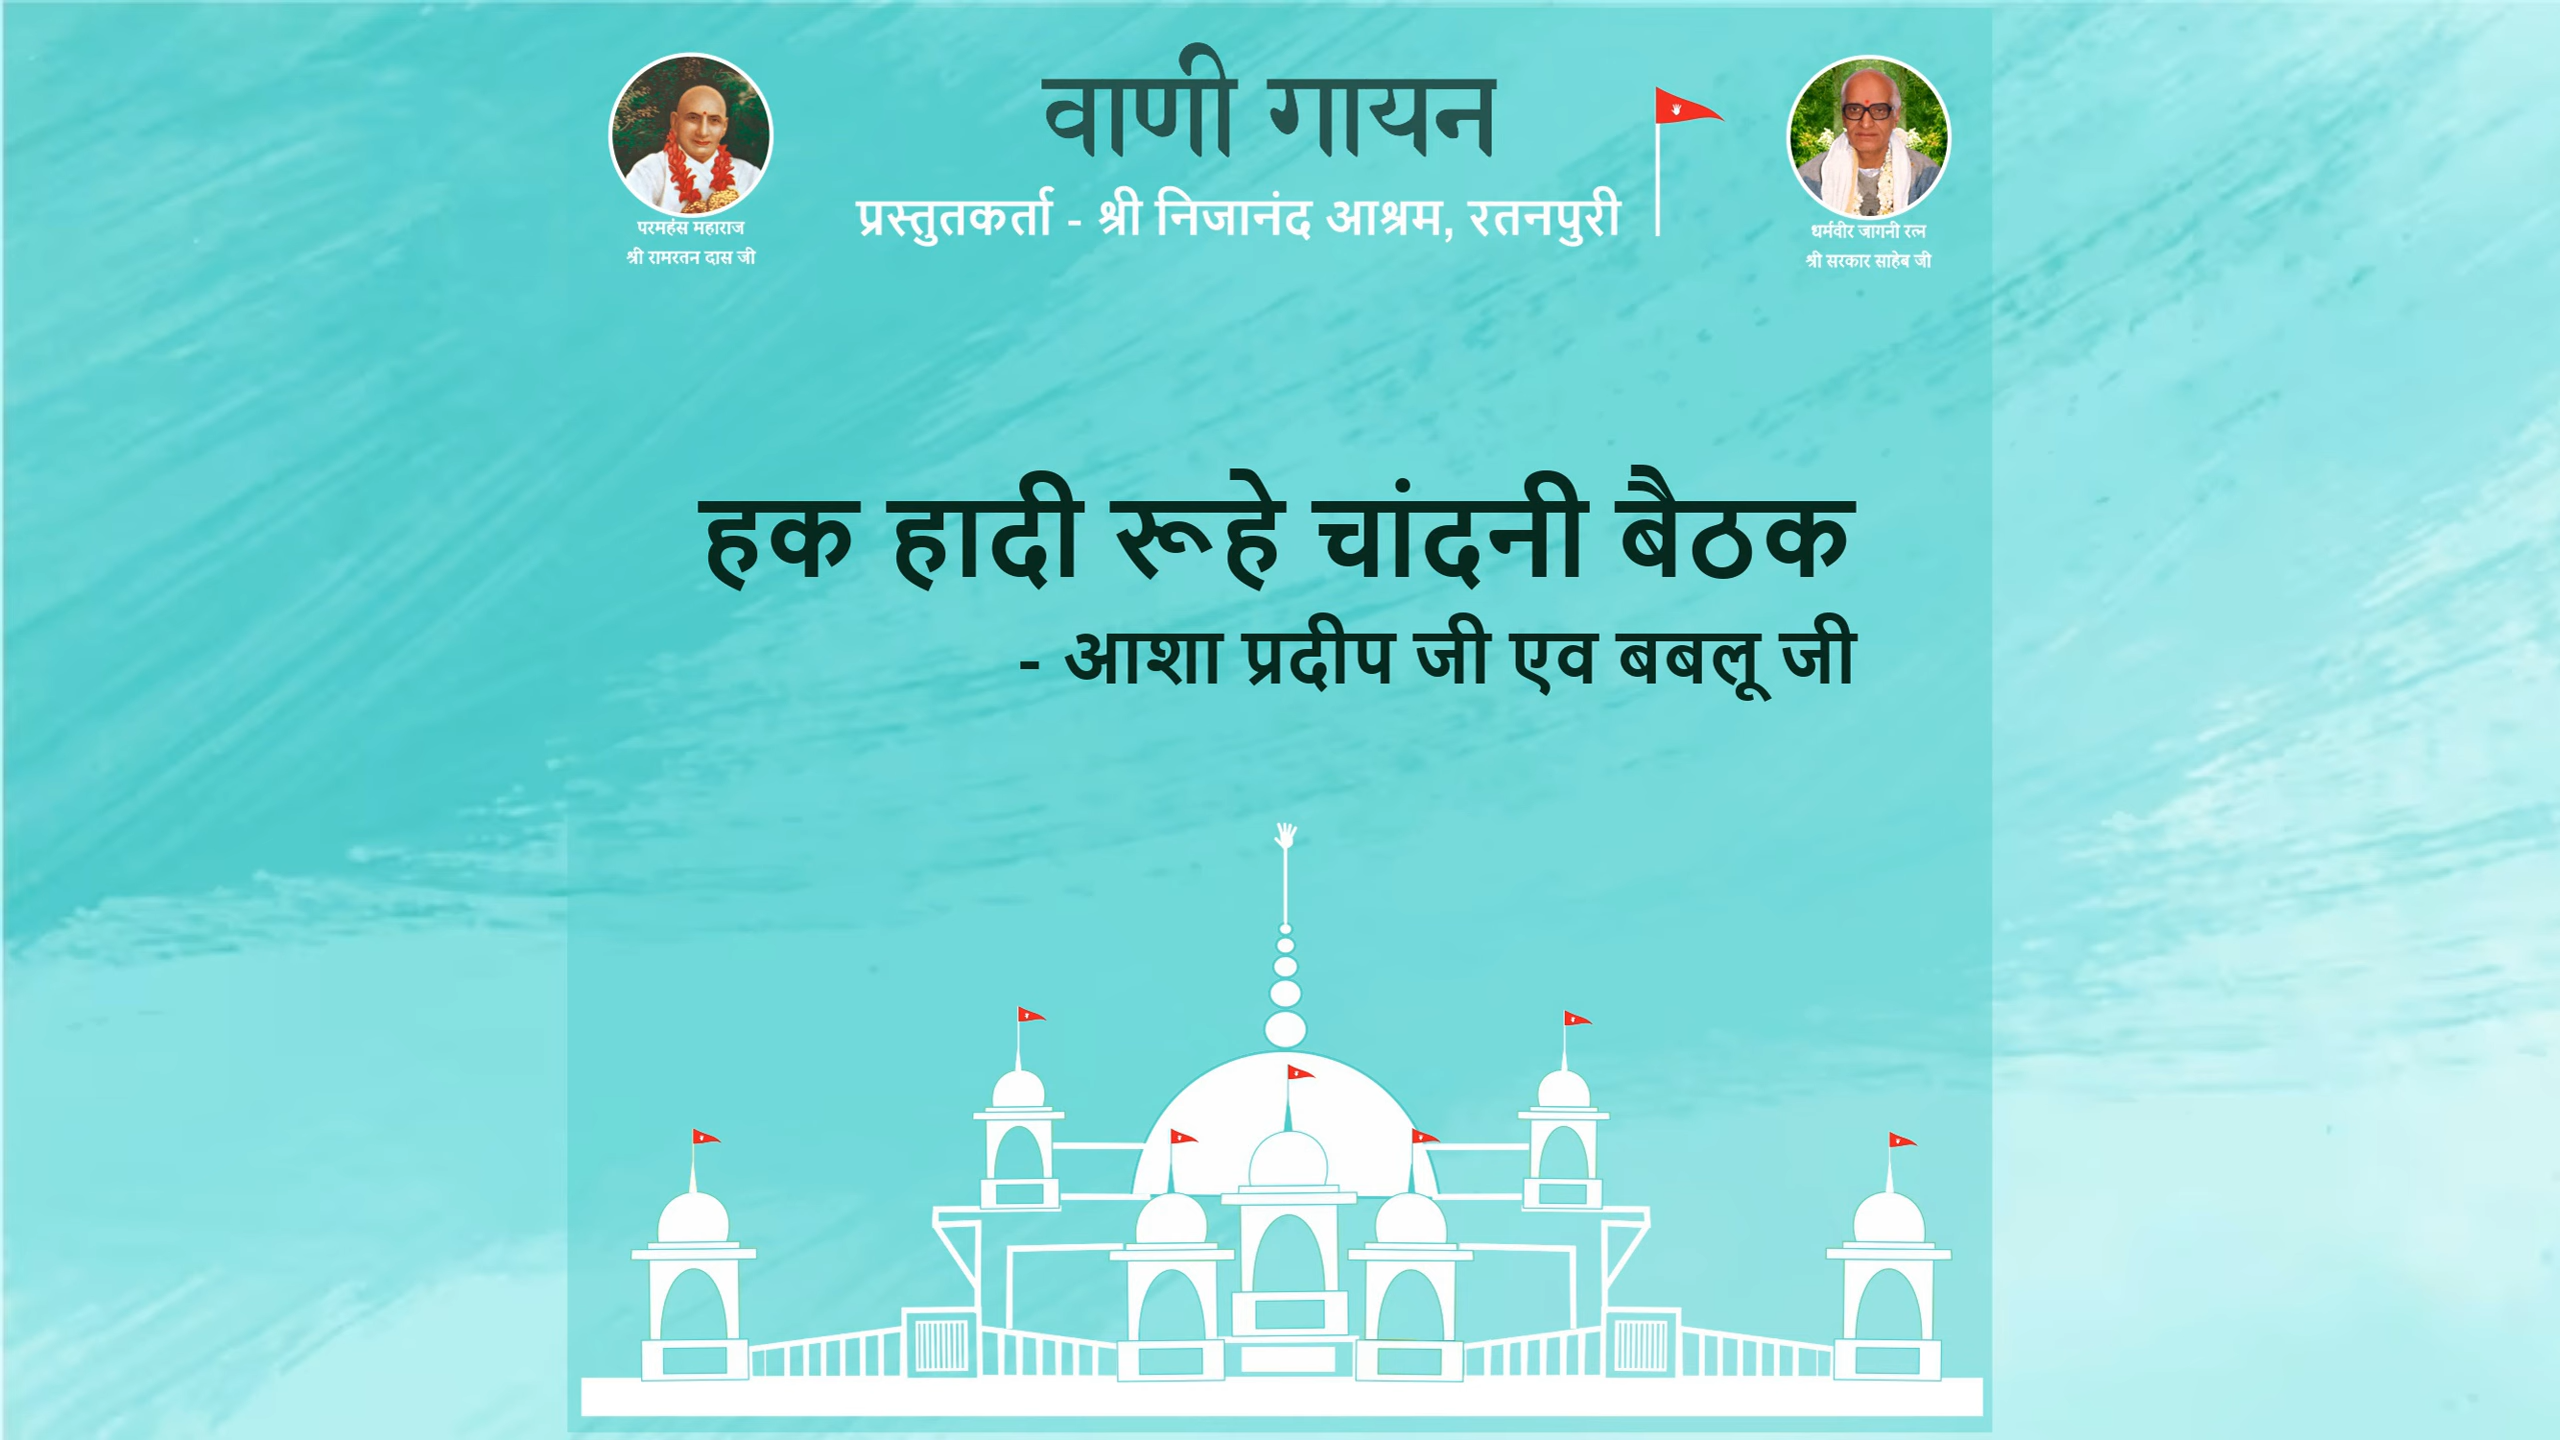 वाणी गायन
प्रस्तुतकर्ता - श्री निजानंद आश्रम, रतनपुरी
परमहंस महाराज
श्री रामरतन दास जी
धर्मवीर जागनी रत्न
श्री सरकार साहेब जी
हक हादी रूहे चांदनी बैठक
- आशा प्रदीप जी एव बबलू जी